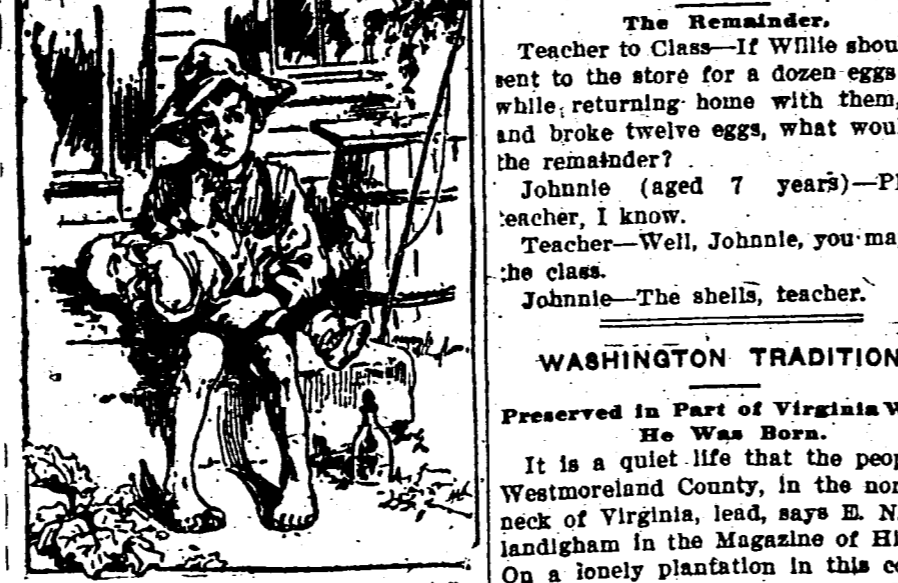 The Remainder.
Teacher to Class—If Willie shou
sent to the store for a dozen eggs
while returning home with them,
and broke twelve eggs, what wou
the remainder?
Johnnie (aged 7 years)—Pl
teacher, I know.
Teacher—Well, Johnnie, you ma
the class.
Johnnie—The shells, teacher.
WASHINGTON TRADITION
Preserved in Part of Virginia W
He Was Born.
It is a quiet life that the peop
Westmoreland County, in the nor
neck of Virginia, lead, says E. N.
landigham in the Magazine of Hi
On a lonely plantation in this co